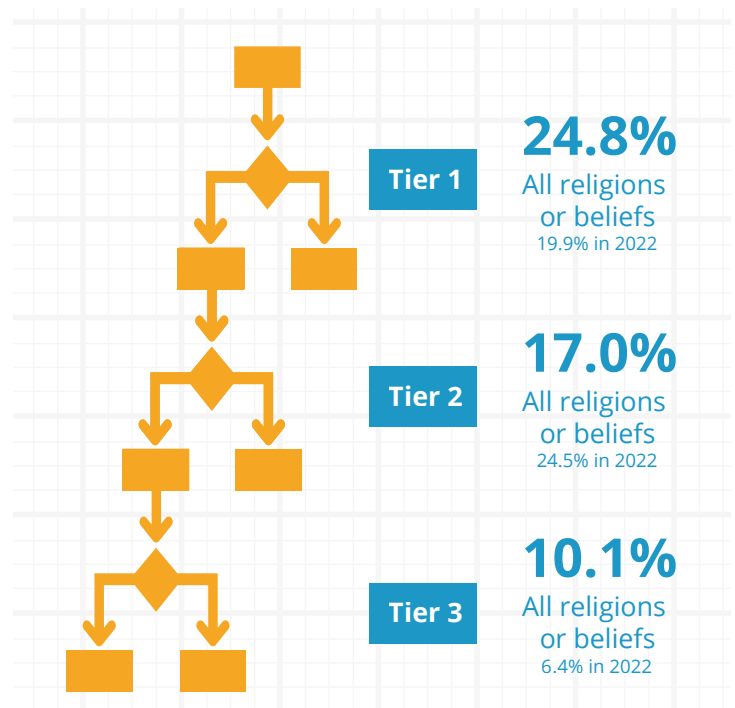 Tier 1
24.8%
All religions
or beliefs
19.9% in 2022
Tier 2
17.0%
All religions
or beliefs
24.5% in 2022
Tier 3
10.1%
All religions
or beliefs
6.4% in 2022